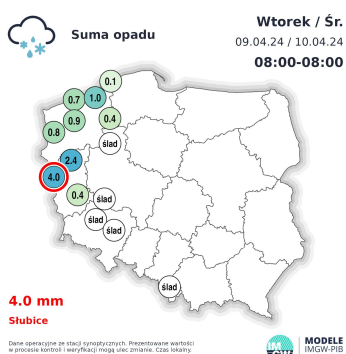 Suma opadu
Wtorek / Śr.
09.04.24 / 10.04.24
08:00-08:00
0.1
0.7
1.0
0.9
0.4
0.8
ślad
2.4
4.0
0.4
ślad
ślad
ślad
ślad
4.0 mm
Słubice
Dane operacyjne ze stacji synoptycznych. Prezentowane wartości
w procesie kontroli i weryfikacji mogą ulec zmianie. Czas lokalny.
IM
GW
MODELE
IMGW-PIB